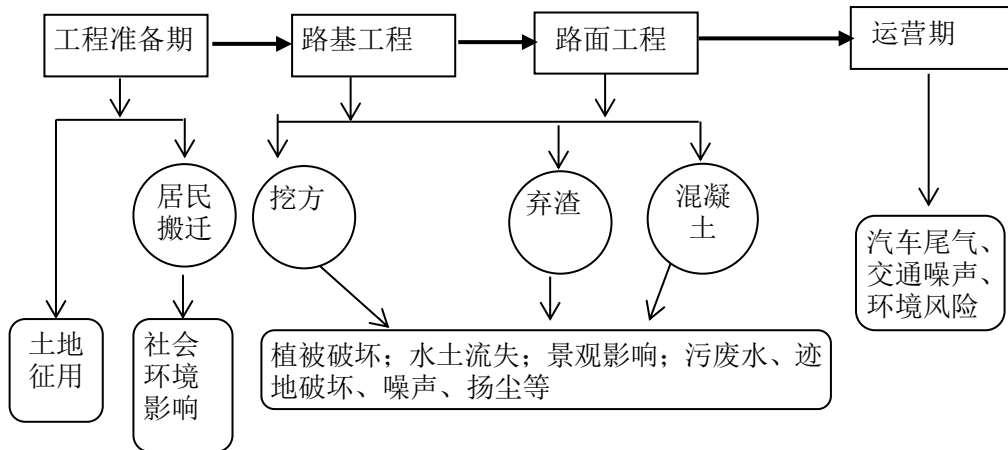 工程准备期
路基工程
路面工程
运营期
居民
搬迁
挖方
弃渣
混凝
土
汽车尾气、
交通噪声、
环境风险
土地
征用
社会
环境
影响
植被破坏；水土流失；景观影响；污废水、迹
地破坏、噪声、扬尘等